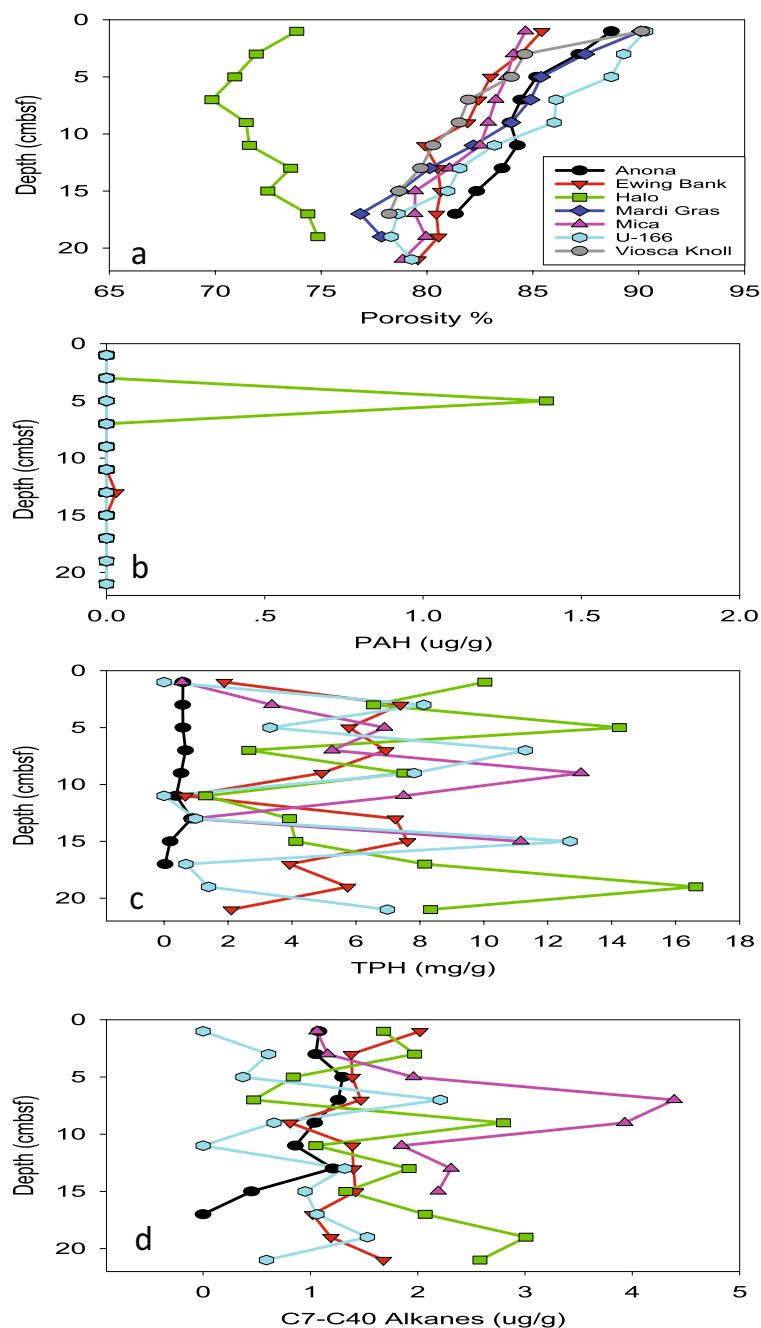 0
5
10
15
20
Depth (cmbsf)
a
Anona
Ewing Bank
Halo
Mardi Gras
Mica
U-166
Viosca Knoll
65 70 75 80 85 90 95
Porosity %
0
5
10
15
20
Depth (cmbsf)
b
0.0 .5 1.0 1.5 2.0
PAH (ug/g)
0
5
10
15
20
Depth (cmbsf)
c
0 2 4 6 8 10 12 14 16 18
TPH (mg/g)
0
5
10
15
20
Depth (cmbsf)
d
0 1 2 3 4 5
C7-C40 Alkanes (ug/g)